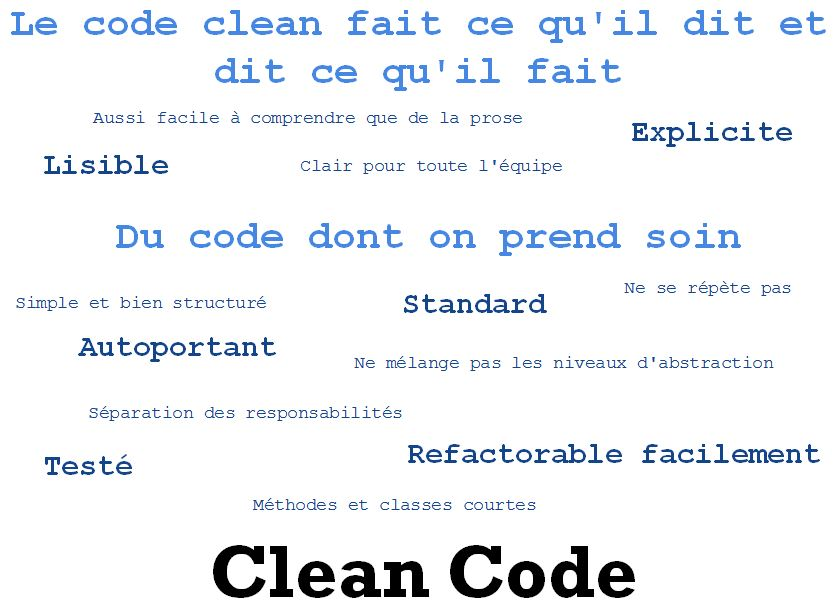 Le code clean fait ce qu'il dit et
dit ce qu'il fait
Aussi facile à comprendre que de la prose
Explicite
Lisible
Clair pour toute l'équipe
Du code dont on prend soin
Ne se répète pas
Simple et bien structuré
Standard
Autoportant
Ne mélange pas les niveaux d'abstraction
Séparation des responsabilités
Refactorable facilement
Testé
Méthodes et classes courtes
Clean Code